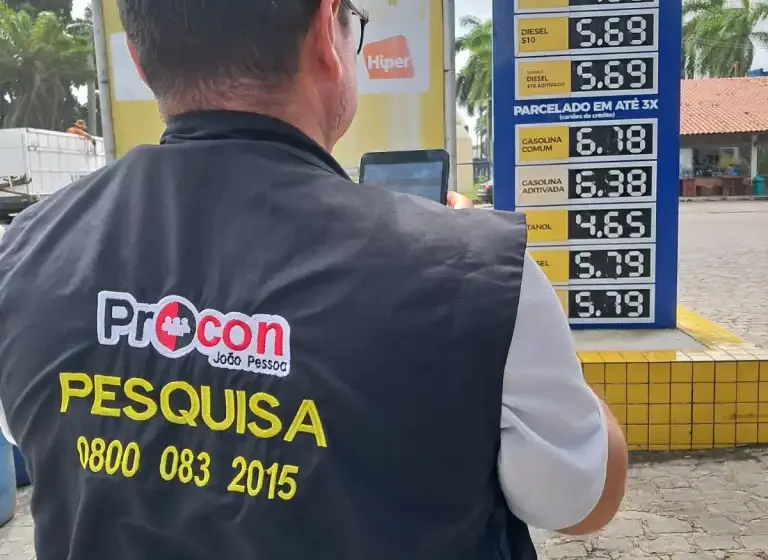 Hiper
DIESEL S10 5.69
DIESEL S10 ADITIVADO 5.69
PARCELADO EM ATÉ 3X
(cartões de crédito)
GASOLINA COMUM 6.18
GASOLINA ADITIVADA 6.38
TANOL 4.65
SEL 5.79
5.79
Procon
João Pessoa
PESQUISA
0800 083 2015